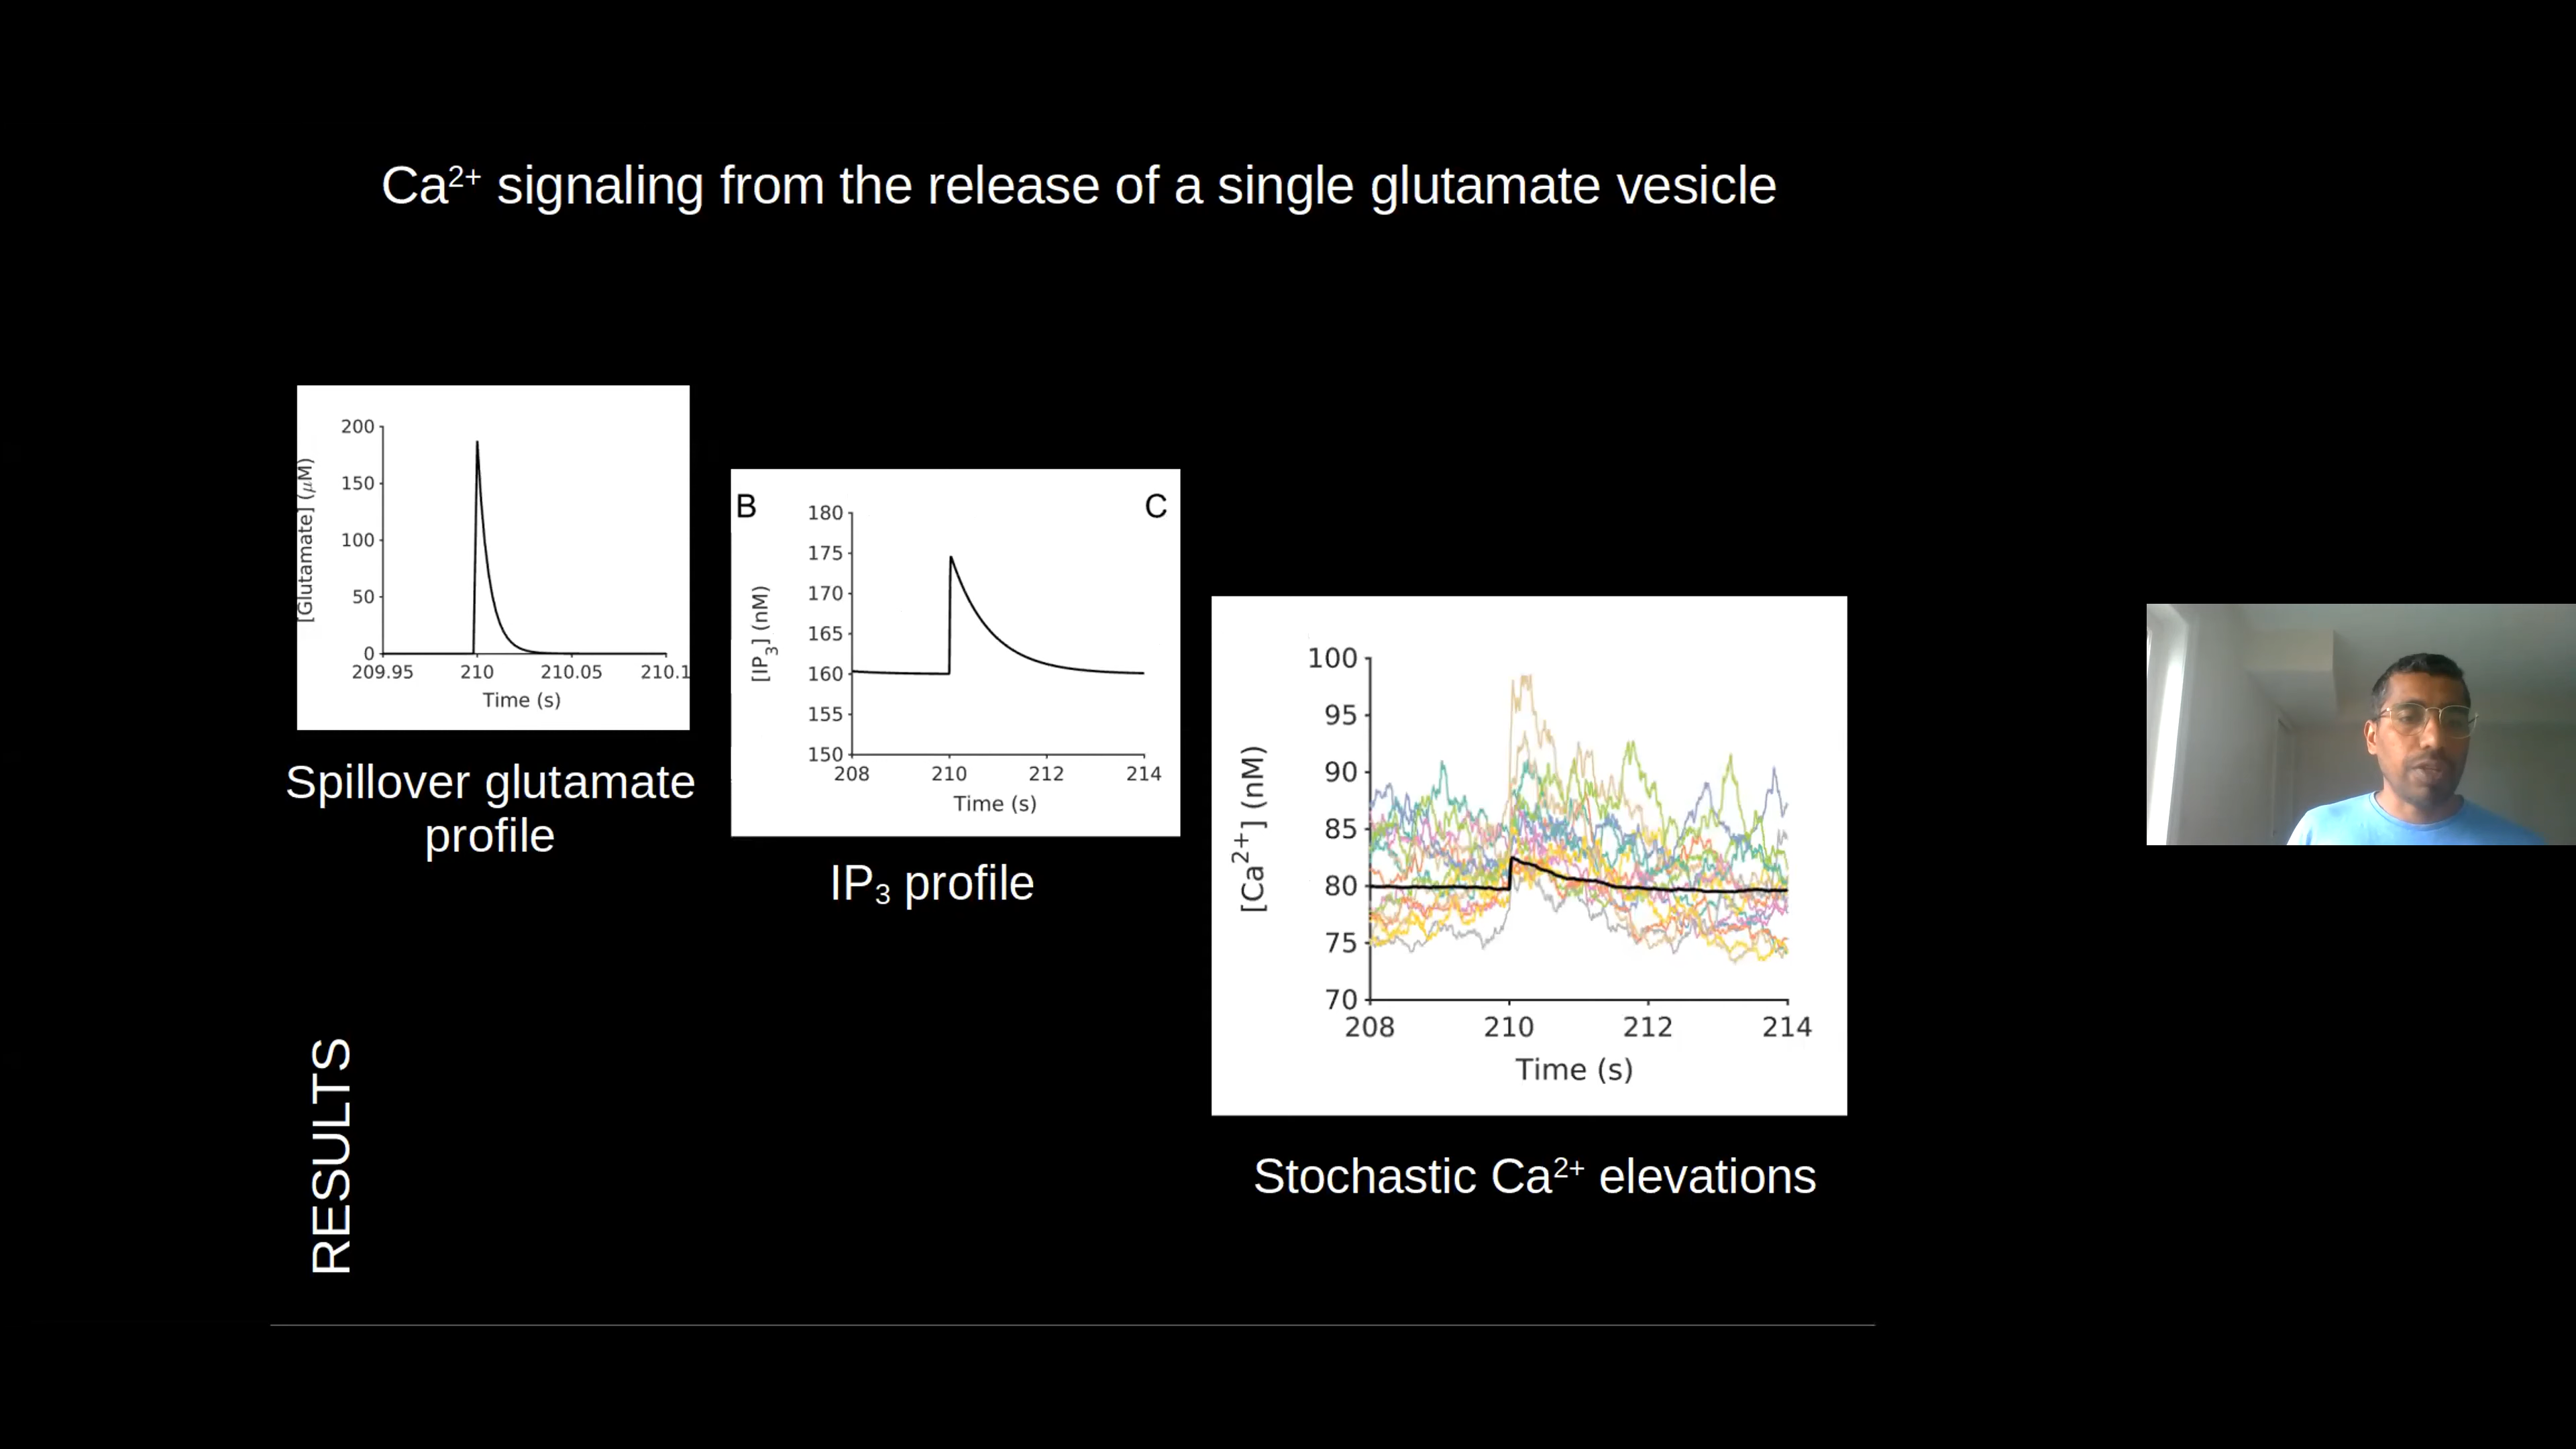 Ca²⁺ signaling from the release of a single glutamate vesicle
200
150
100
50
0
[Glutamate] (μM)
209.95 210 210.05 210.1
Time (s)
Spillover glutamate
profile
B
C
180
175
170
165
160
155
150
[IP₃] (nM)
208 210 212 214
Time (s)
IP₃ profile
100
95
90
85
80
75
70
[Ca²⁺] (nM)
208 210 212 214
Time (s)
Stochastic Ca²⁺ elevations
RESULTS